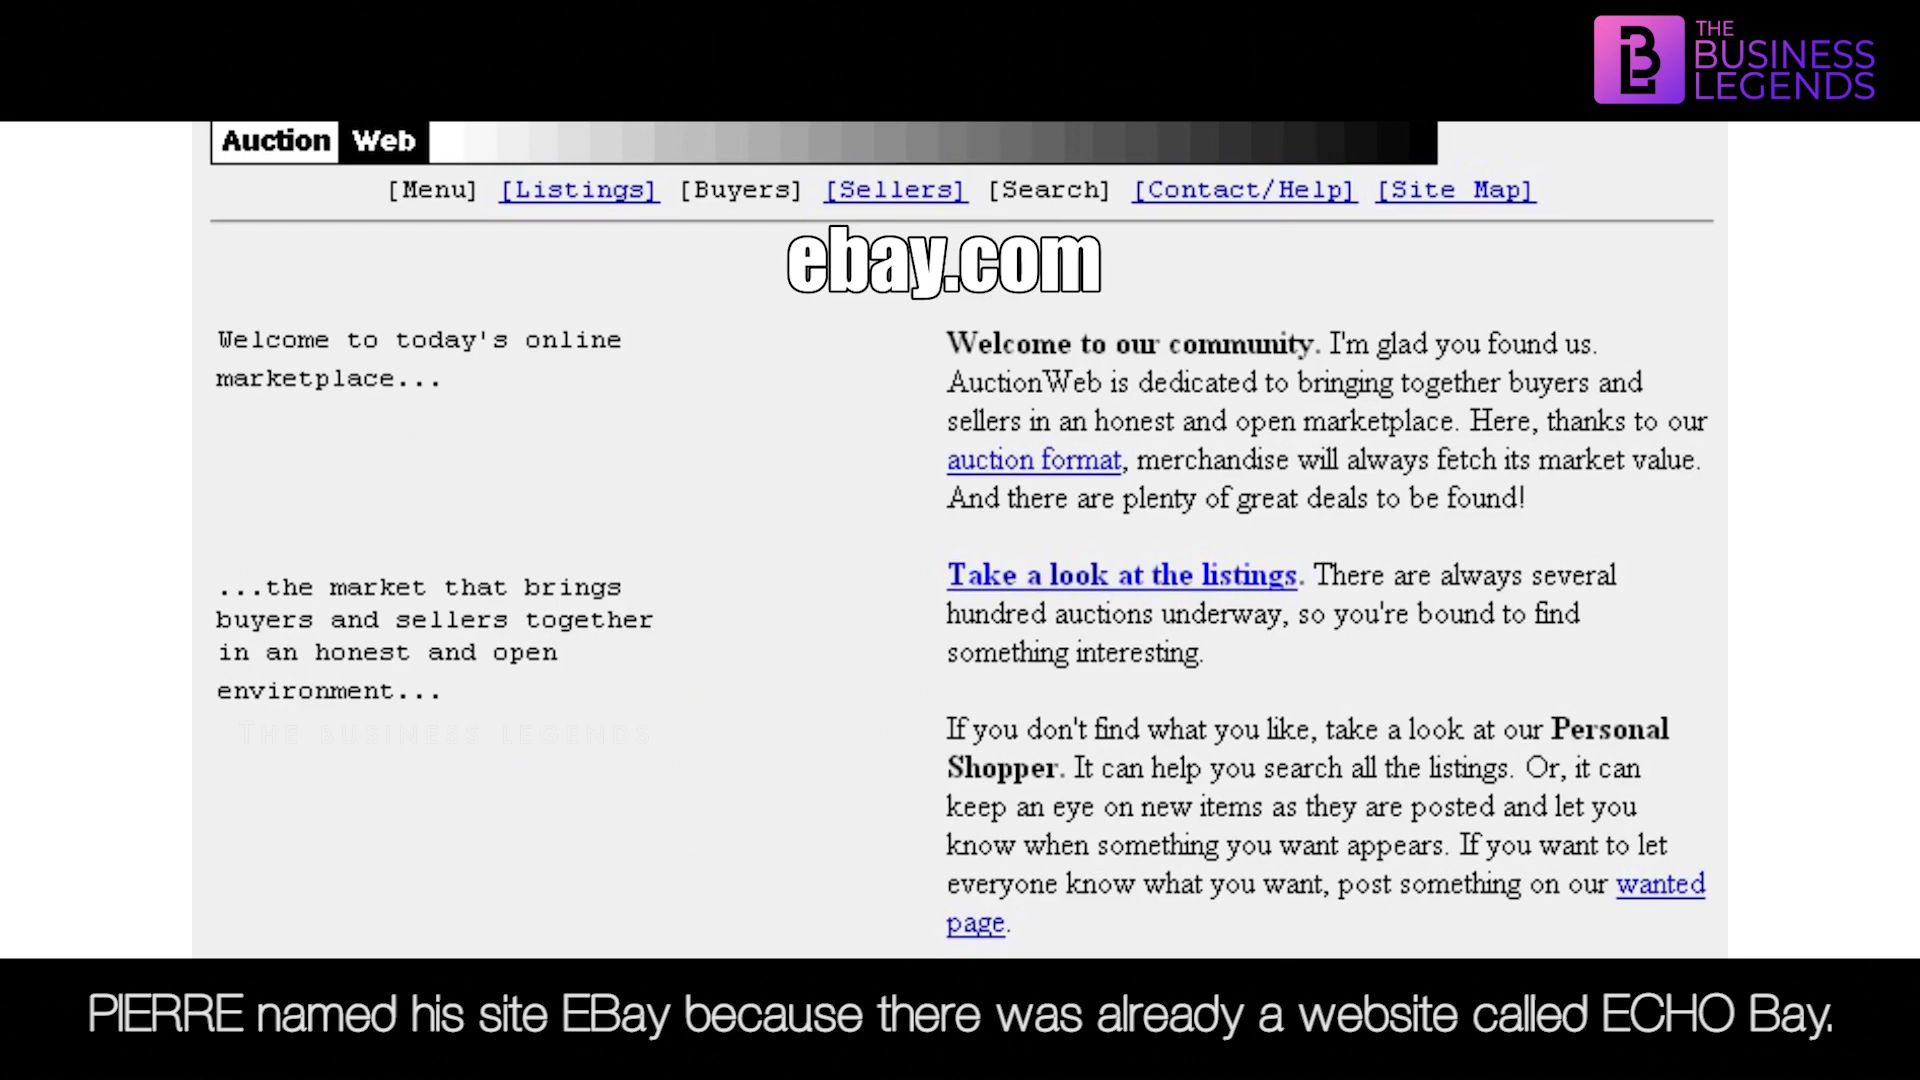 THE
BUSINESS
LEGENDS
Auction Web
[Menu] [Listings] [Buyers] [Sellers] [Search] [Contact/Help] [Site Map]
ebay.com
Welcome to today's online
marketplace...
...the market that brings
buyers and sellers together
in an honest and open
environment...
THE BUSINESS LEGENDS
Welcome to our community. I'm glad you found us.
AuctionWeb is dedicated to bringing together buyers and
sellers in an honest and open marketplace. Here, thanks to our
auction format, merchandise will always fetch its market value.
And there are plenty of great deals to be found!
Take a look at the listings. There are always several
hundred auctions underway, so you're bound to find
something interesting.
If you don't find what you like, take a look at our Personal
Shopper. It can help you search all the listings. Or, it can
keep an eye on new items as they are posted and let you
know when something you want appears. If you want to let
everyone know what you want, post something on our wanted
page.
PIERRE named his site EBay because there was already a website called ECHO Bay.